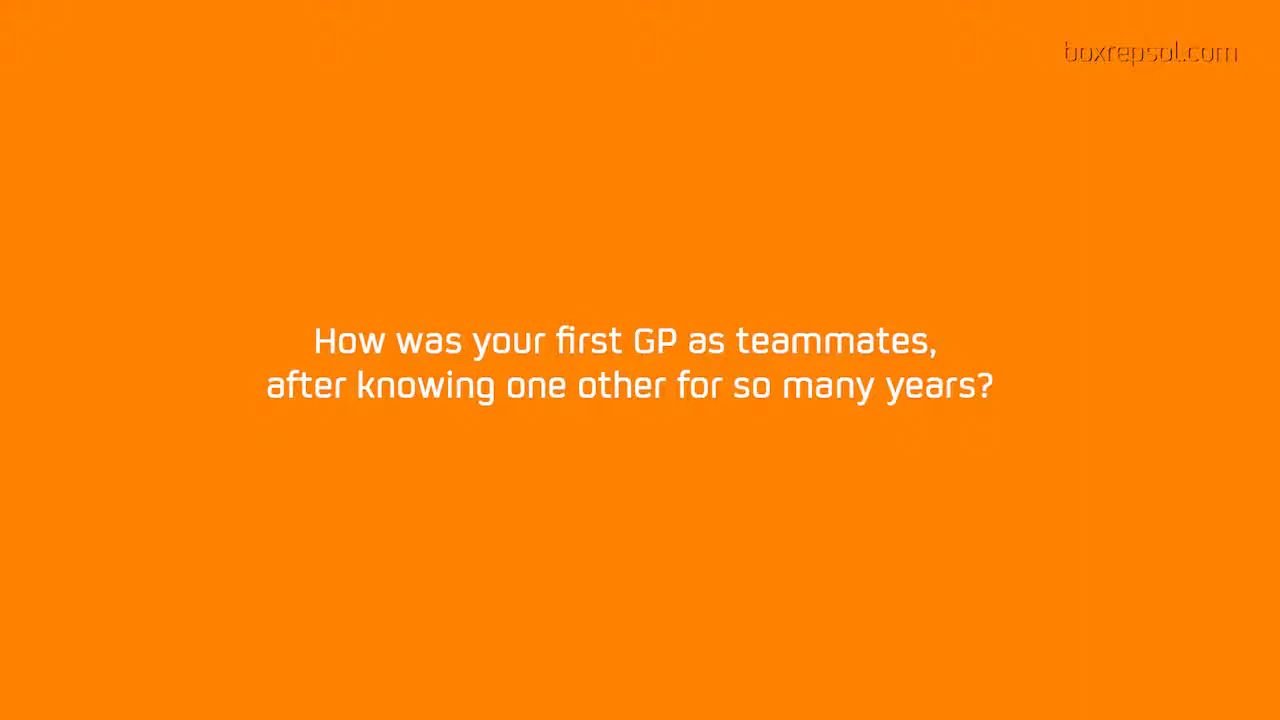 boxrepsol.com
How was your first GP as teammates,
after knowing one other for so many years?